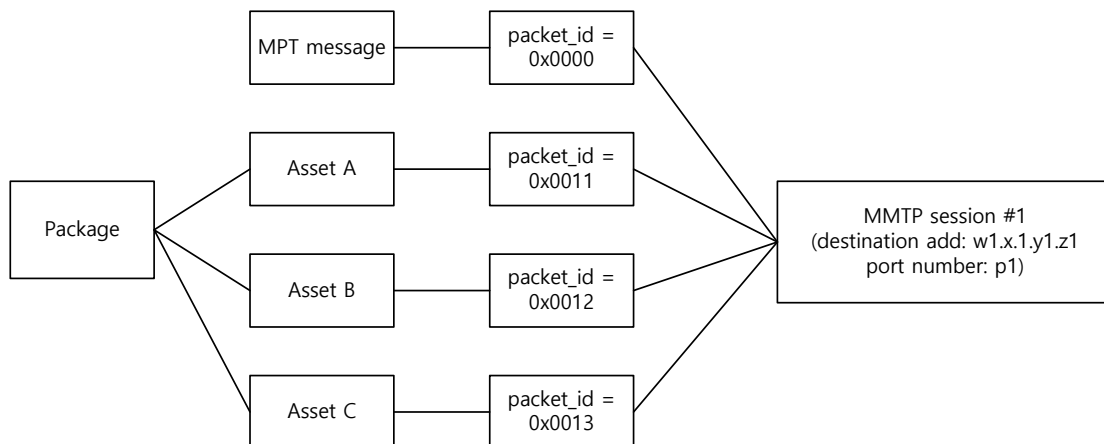 MPT message
packet_id =
0x0000
Asset A
packet_id =
0x0011
Package
MMTP session #1
(destination add: w1.x.1.y1.z1
port number: p1)
Asset B
packet_id =
0x0012
Asset C
packet_id =
0x0013